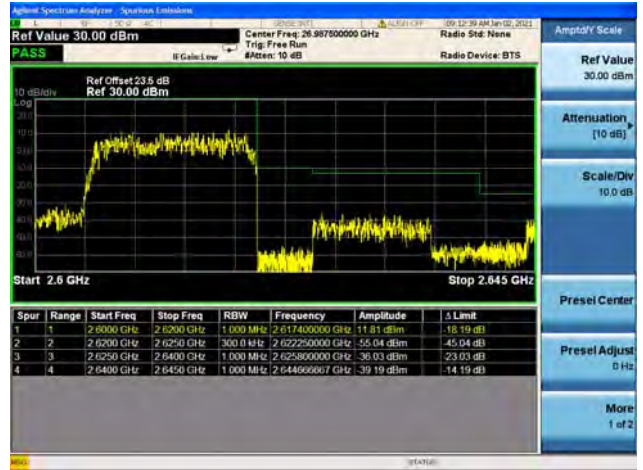 Agilent Spectrum Analyzer - Spurious Emissions
SENSE:INT ALIGN OFF 09:12:39 AM Jan 02, 2021
Ref Value 30.00 dBm
Center Freq: 26.987500000 GHz
Radio Std: None
Trig: Free Run
PASS
IFGain:Low
#Atten: 10 dB
Radio Device: BTS
Ref Offset 23.5 dB
10 dB/div Ref 30.00 dBm
Log
20.0
10.0
Start 2.6 GHz
Stop 2.645 GHz
Spur Range Start Freq Stop Freq RBW Frequency Amplitude Δ Limit
1 1 2.6000 GHz 2.6200 GHz 1.000 MHz 2.617400000 GHz 11.81 dBm -18.19 dB
2 2 2.6200 GHz 2.6250 GHz 300.0 kHz 2.622250000 GHz -55.04 dBm -45.04 dB
3 3 2.6250 GHz 2.6400 GHz 1.000 MHz 2.625800000 GHz -36.03 dBm -23.03 dB
4 4 2.6400 GHz 2.6450 GHz 1.000 MHz 2.644666667 GHz -39.19 dBm -14.19 dB
MSG
STATUS
Amptd/Y Scale
Ref Value
30.00 dBm
Attenuation
[10 dB]
Scale/Div
10.0 dB
Presel Center
Presel Adjust
0 Hz
More
1 of 2